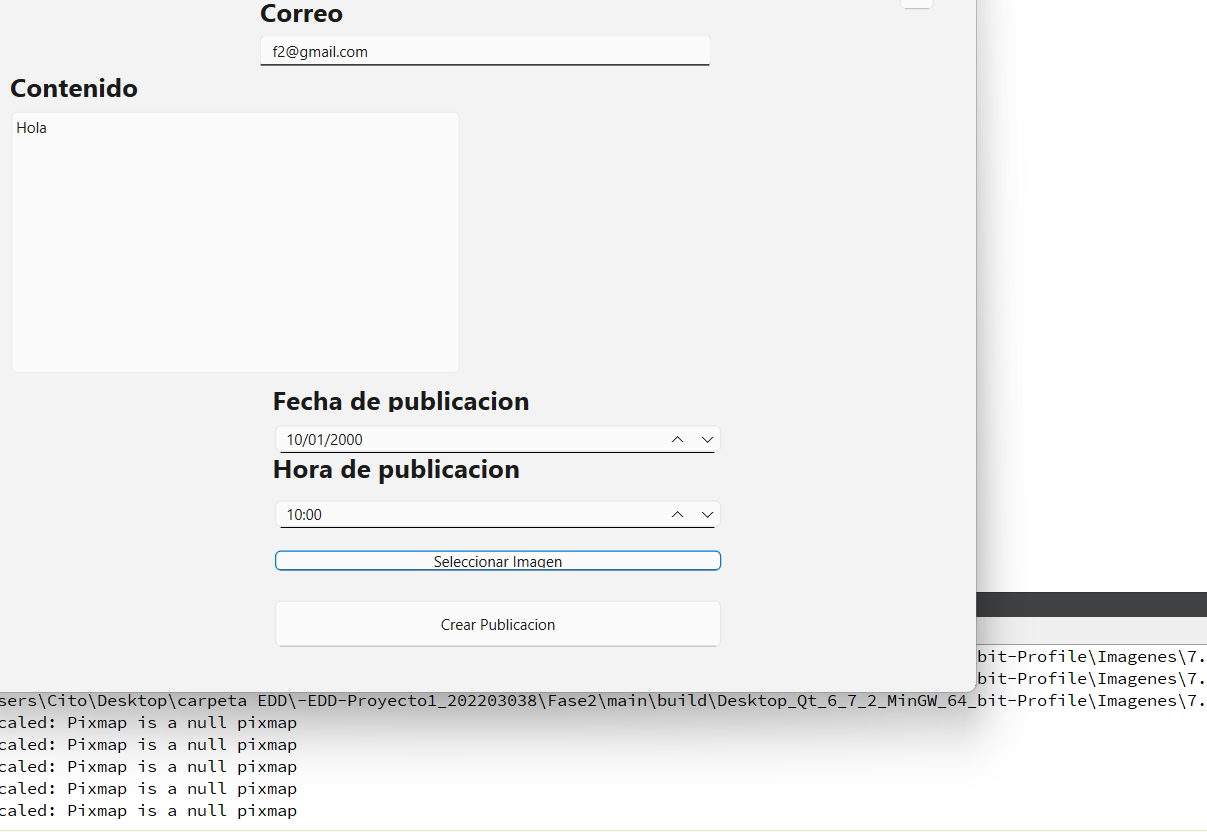 Correo
f2@gmail.com
Contenido
Hola
Fecha de publicacion
10/01/2000
Hora de publicacion
10:00
Seleccionar Imagen
Crear Publicacion
bit-Profile\Imagenes\7.
bit-Profile\Imagenes\7.
sers\Cito\Desktop\carpeta EDD\-EDD-Proyecto1_202203038\Fase2\main\build\Desktop_Qt_6_7_2_MinGW_64_bit-Profile\Imagenes\7.
caled: Pixmap is a null pixmap
caled: Pixmap is a null pixmap
caled: Pixmap is a null pixmap
caled: Pixmap is a null pixmap
caled: Pixmap is a null pixmap